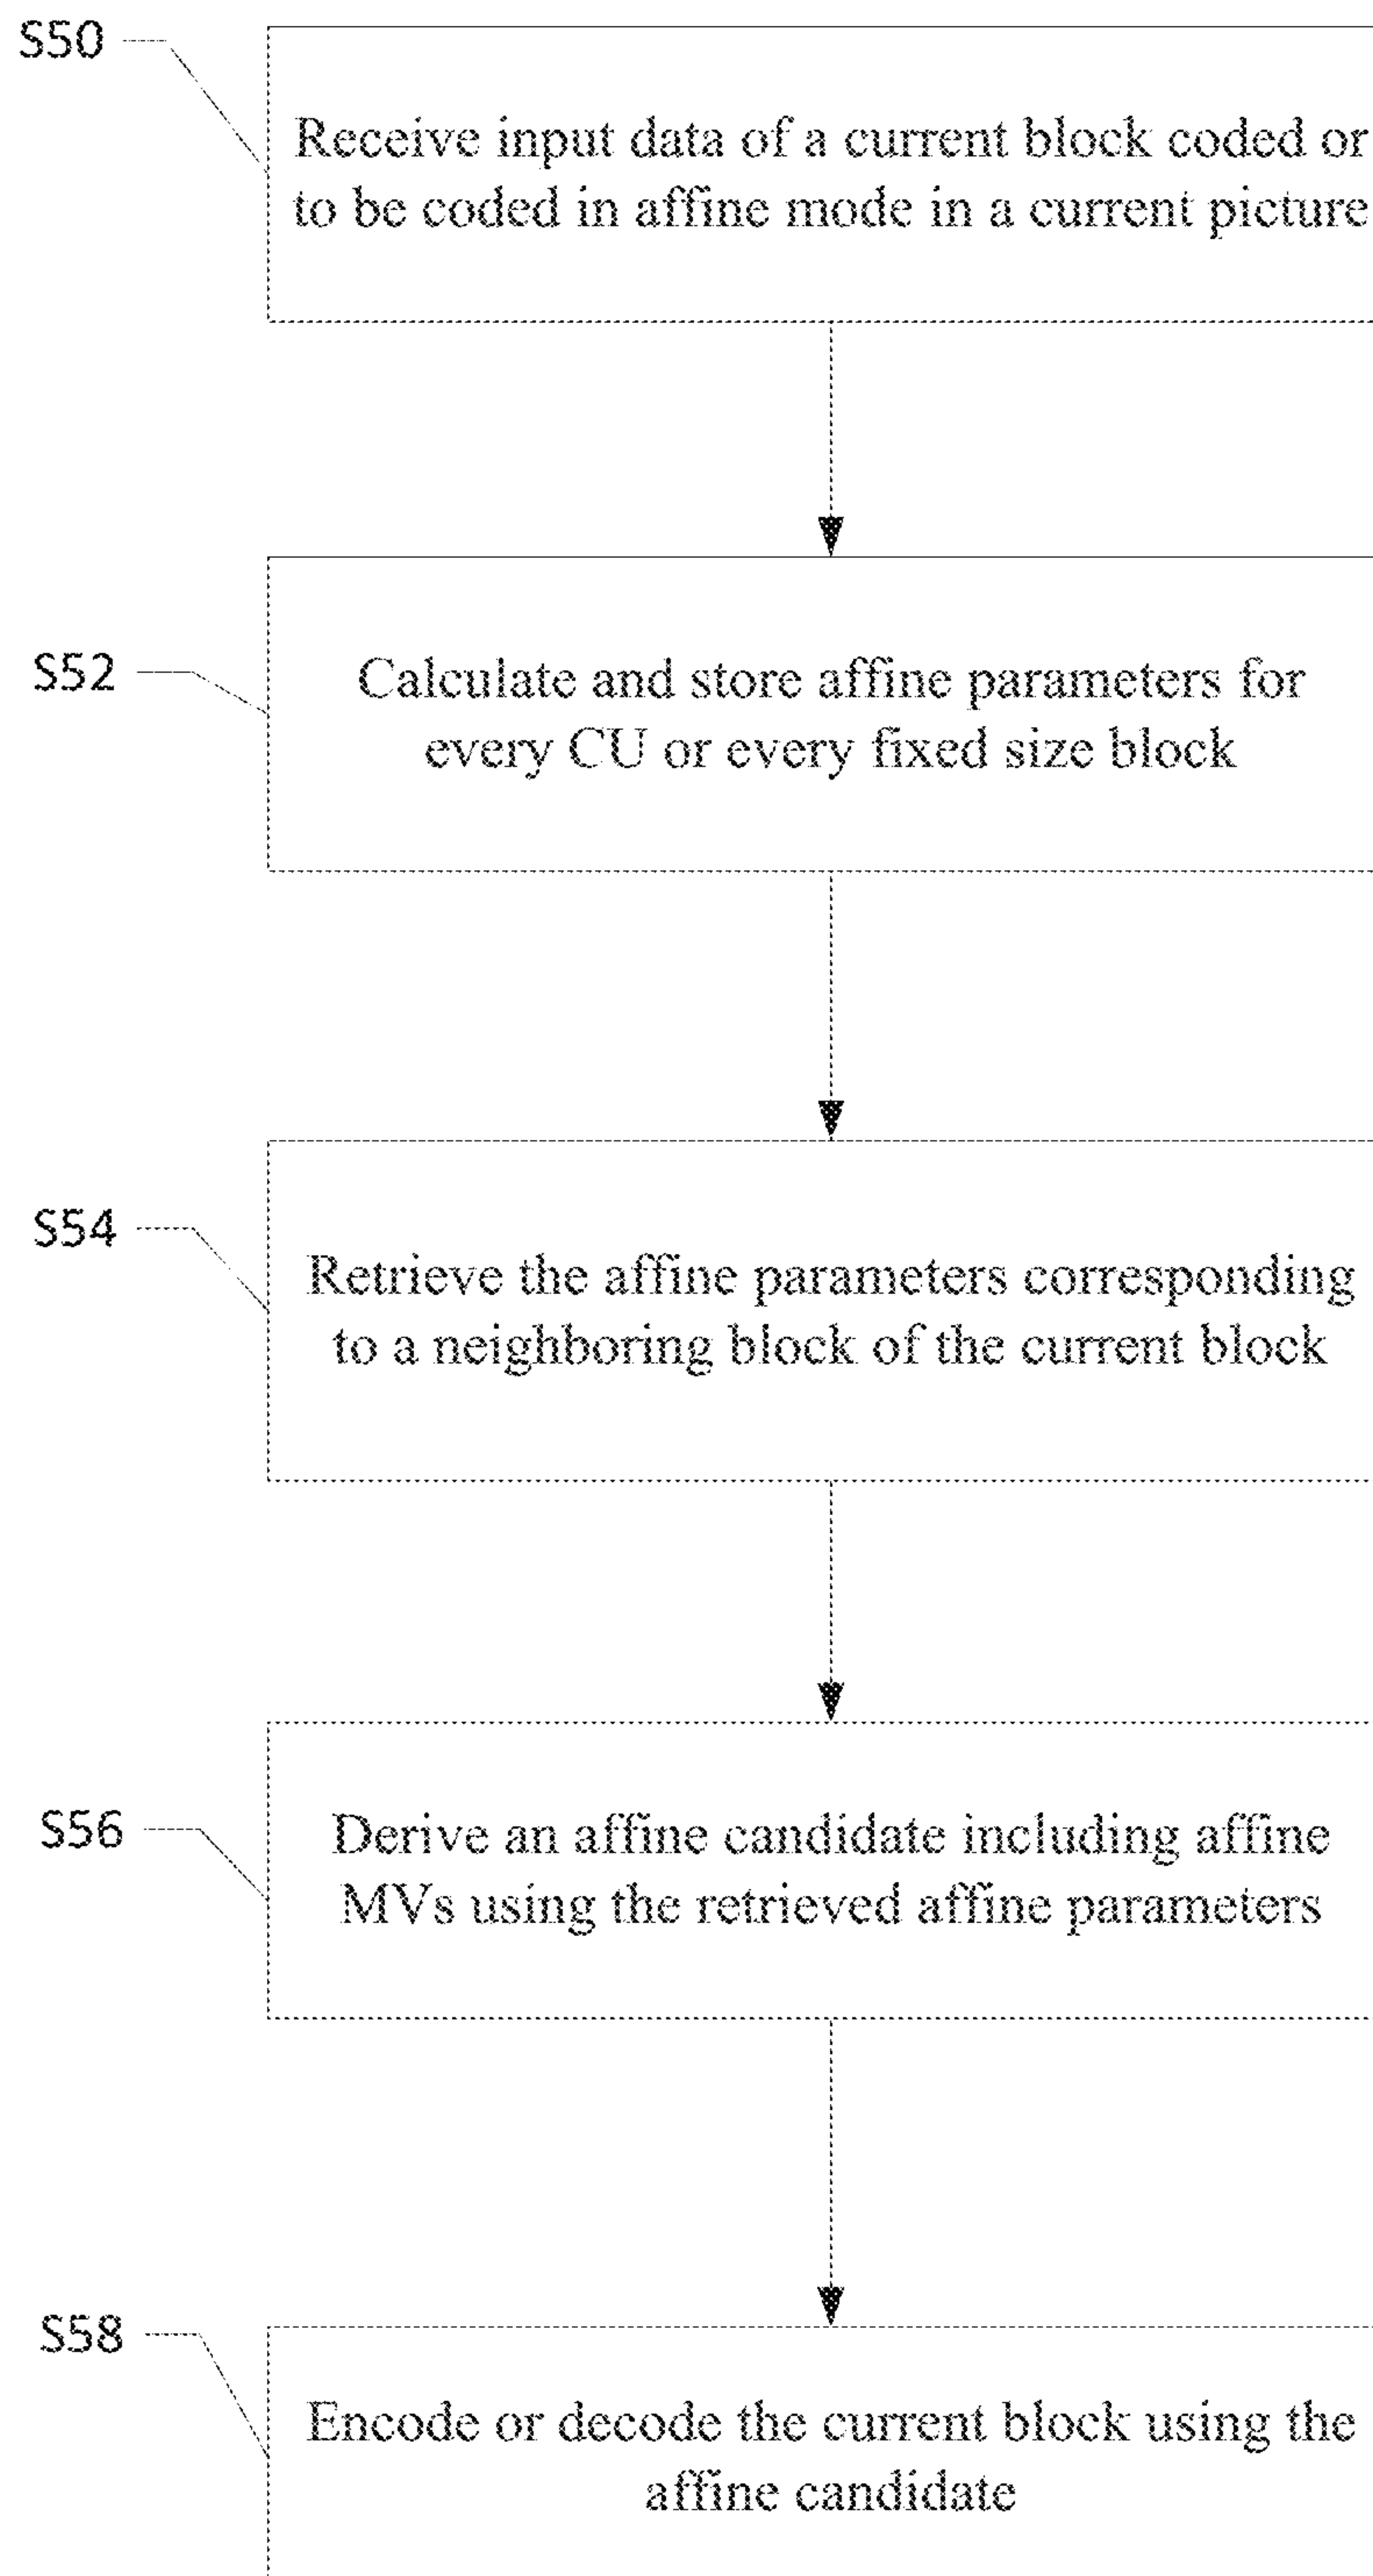 S50
Receive input data of a current block coded or
to be coded in affine mode in a current picture
S52
Calculate and store affine parameters for
every CU or every fixed size block
S54
Retrieve the affine parameters corresponding
to a neighboring block of the current block
S56
Derive an affine candidate including affine
MVs using the retrieved affine parameters
S58
Encode or decode the current block using the
affine candidate